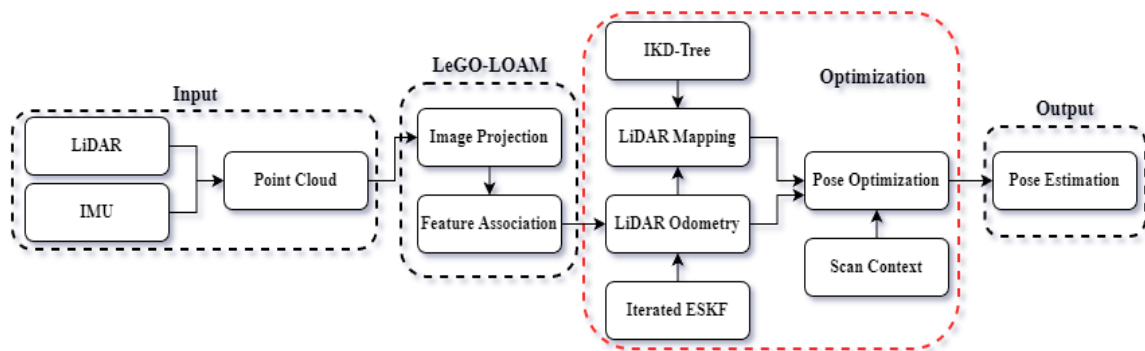 Input
LiDAR
IMU
Point Cloud
LeGO-LOAM
Image Projection
Feature Association
Optimization
IKD-Tree
LiDAR Mapping
LiDAR Odometry
Iterated ESKF
Pose Optimization
Scan Context
Output
Pose Estimation